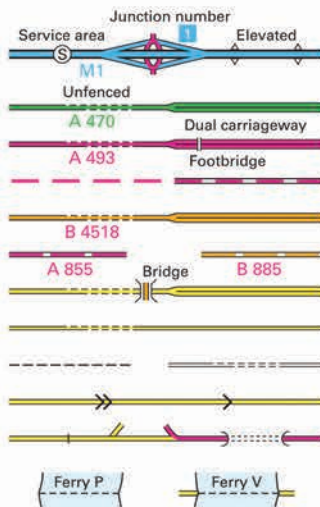 Junction number
Service area 1 Elevated
S
M1
Unfenced
A 470
Dual carriageway
A 493
Footbridge
B 4518
A 855 B 885
Bridge
Ferry P Ferry V